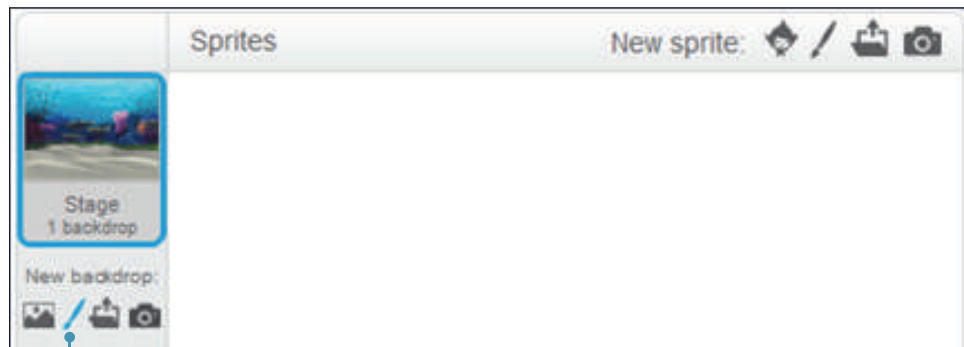 Sprites
New sprite:
Stage
1 backdrop
New backdrop: